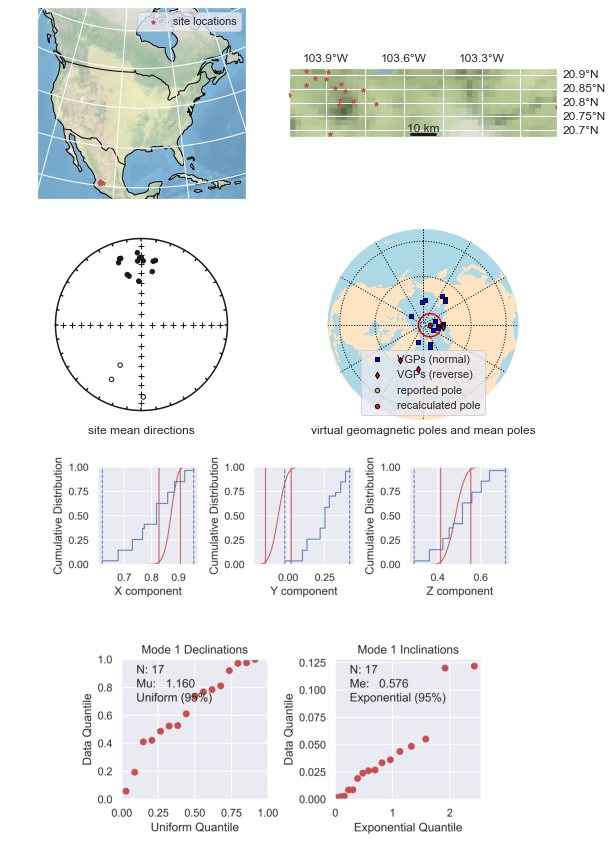 site locations
103.9°W 103.6°W 103.3°W
20.9°N
20.85°N
20.8°N
20.75°N
20.7°N
10 km
site mean directions
VGPs (normal)
VGPs (reverse)
reported pole
recalculated pole
virtual geomagnetic poles and mean poles
Cumulative Distribution
1.00
0.75
0.50
0.25
0.00
0.7 0.8 0.9
X component
Cumulative Distribution
1.00
0.75
0.50
0.25
0.00
0.00 0.25
Y component
Cumulative Distribution
1.00
0.75
0.50
0.25
0.00
0.4 0.6
Z component
Mode 1 Declinations
N: 17
Mu: 1.160
Uniform (95%)
Data Quantile
1.0
0.8
0.6
0.4
0.2
0.0
0.00 0.25 0.50 0.75 1.00
Uniform Quantile
Mode 1 Inclinations
N: 17
Me: 0.576
Exponential (95%)
Data Quantile
0.125
0.100
0.075
0.050
0.025
0.000
0 1 2
Exponential Quantile